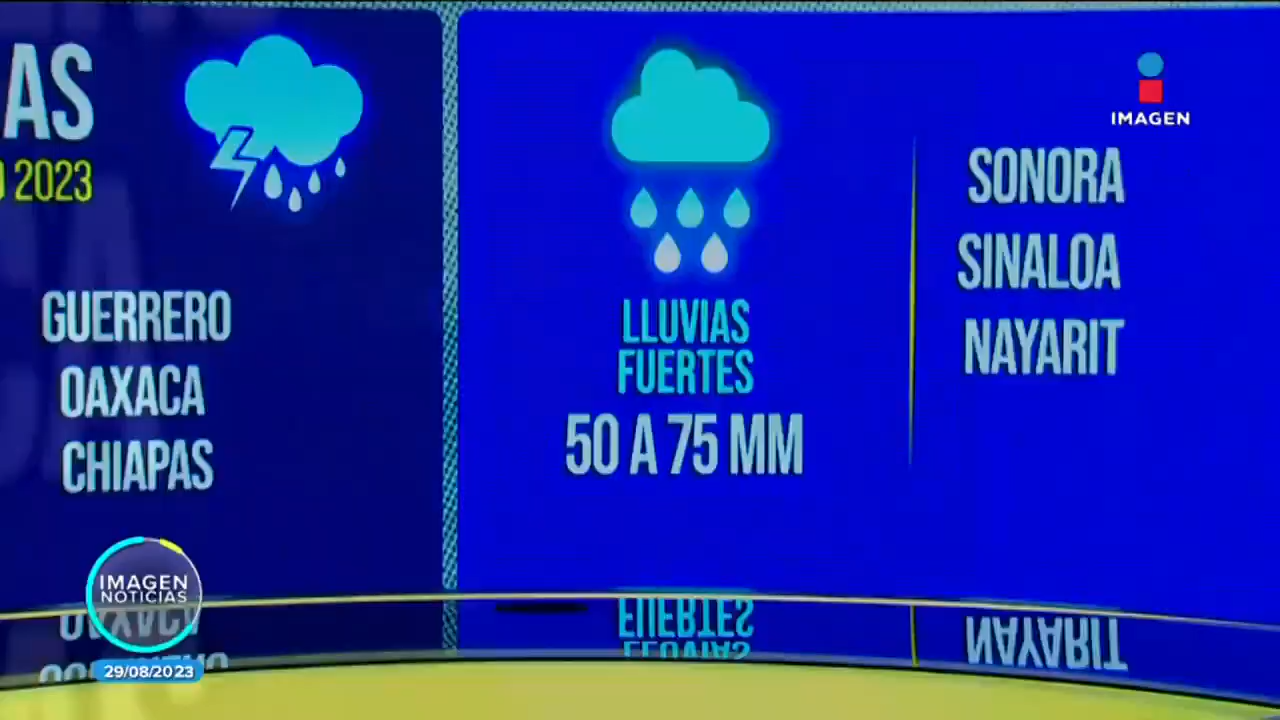 AS
2023
GUERRERO
OAXACA
CHIAPAS
LLUVIAS
FUERTES
50 A 75 MM
SONORA
SINALOA
NAYARIT
IMAGEN
IMAGEN
NOTICIAS
29/08/2023